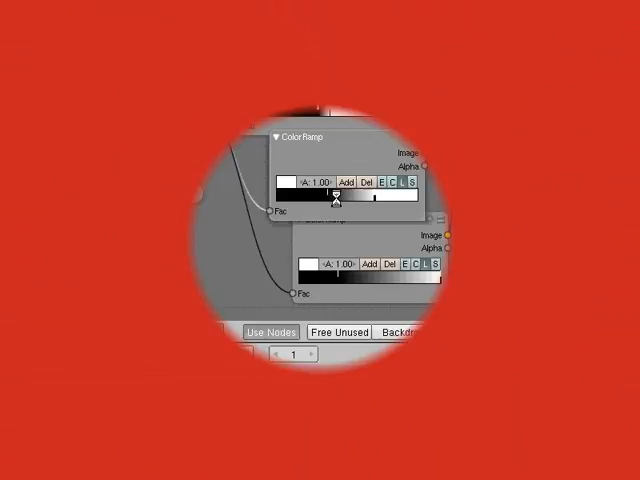 ColorRamp
Image
Alpha
A: 1.00 Add Del E C L S
Fac
Image
Alpha
A: 1.00 Add Del E C L S
Fac
Use Nodes Free Unused
1